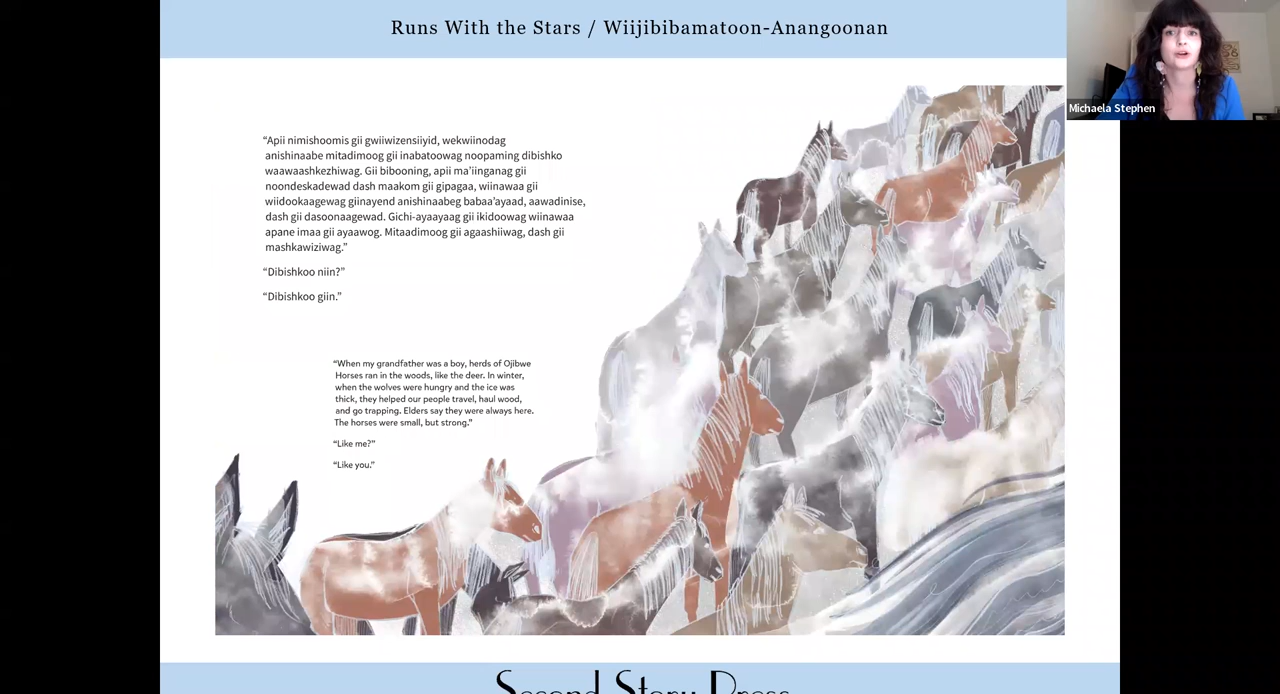 Runs With the Stars / Wiijibibamatoon-Anangoonan
Michaela Stephen
“Apii nimishoomis gii gwiiwizensiiyid, wekwiinodag
anishinaabe mitadimoog gii inabatoowag noopaming dibishko
waawaashkezhiwag. Gii bibooning, apii ma’iinganag gii
noondeskadewad dash maakom gii gipagaa, wiinawaa gii
wiidookaagewag giinayend anishinaabeg babaa’ayaad, aawadinise,
dash gii dasoonaagewad. Gichi-ayaayaag gii ikidoowag wiinawaa
apane imaa gii ayaawog. Mitaadimoog gii agaashiiwag, dash gii
mashkawiziwag.”
“Dibishkoo niin?”
“Dibishkoo giin.”
“When my grandfather was a boy, herds of Ojibwe
Horses ran in the woods, like the deer. In winter,
when the wolves were hungry and the ice was
thick, they helped our people travel, haul wood,
and go trapping. Elders say they were always here.
The horses were small, but strong.”
“Like me?”
“Like you.”
Second Story Press